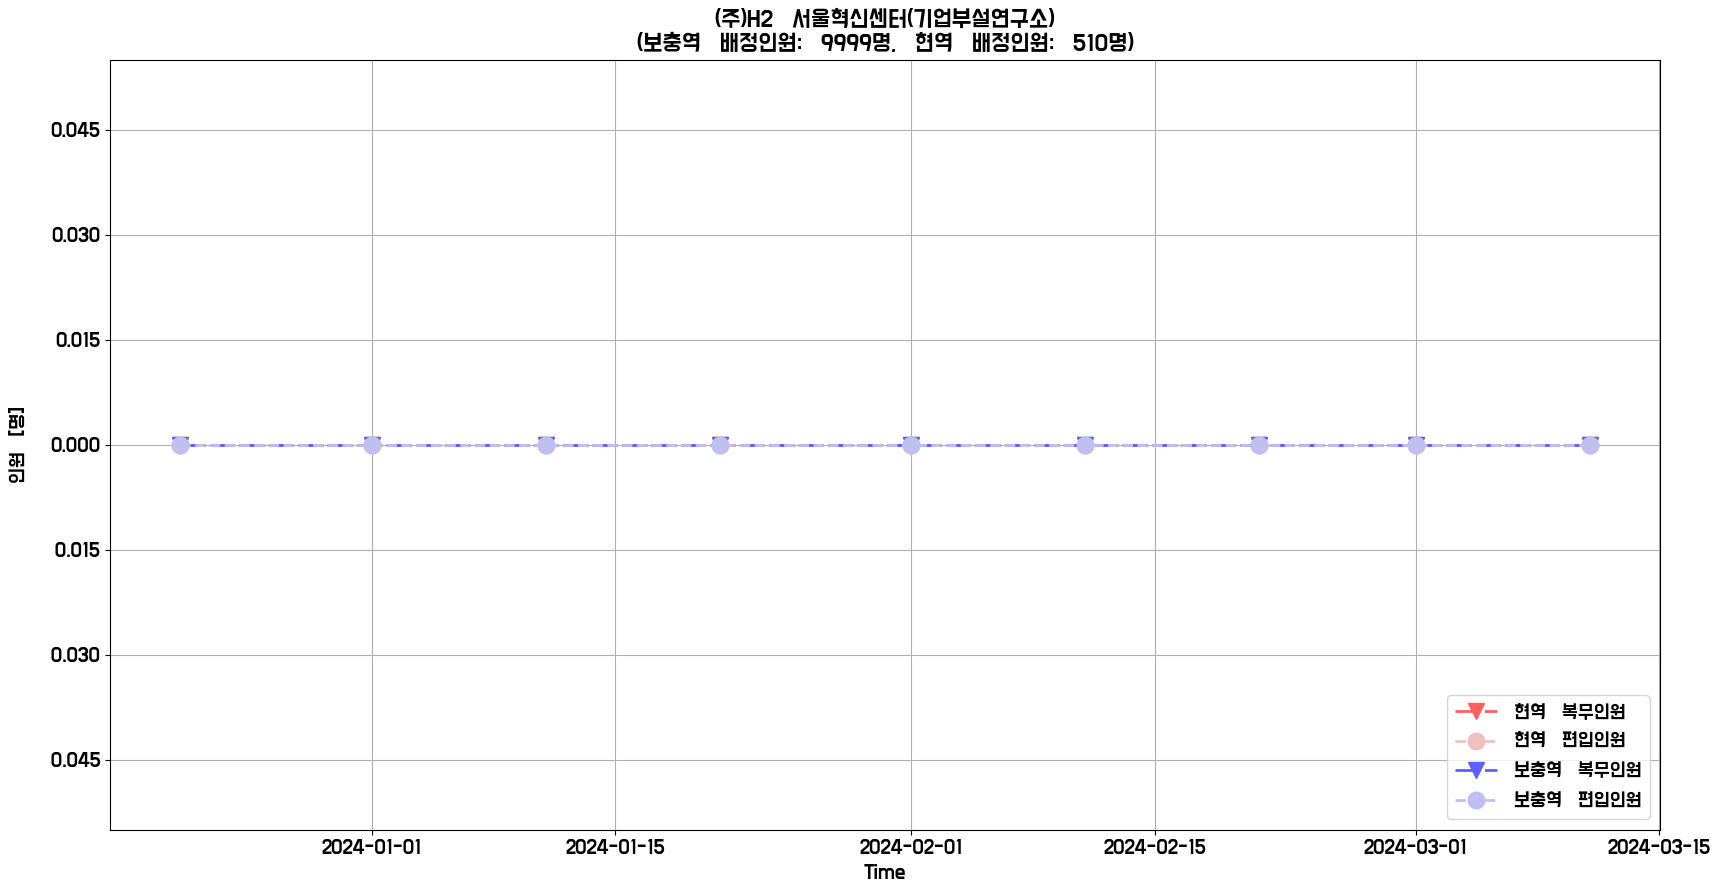 (주)H2 서울혁신센터(기업부설연구소)
(보충역 배정인원: 9999명, 현역 배정인원: 510명)
인원 [명]
0.045
0.030
0.015
0.000
0.015
0.030
0.045
현역 복무인원
현역 편입인원
보충역 복무인원
보충역 편입인원
2024-01-01 2024-01-15 2024-02-01 2024-02-15 2024-03-01 2024-03-15
Time